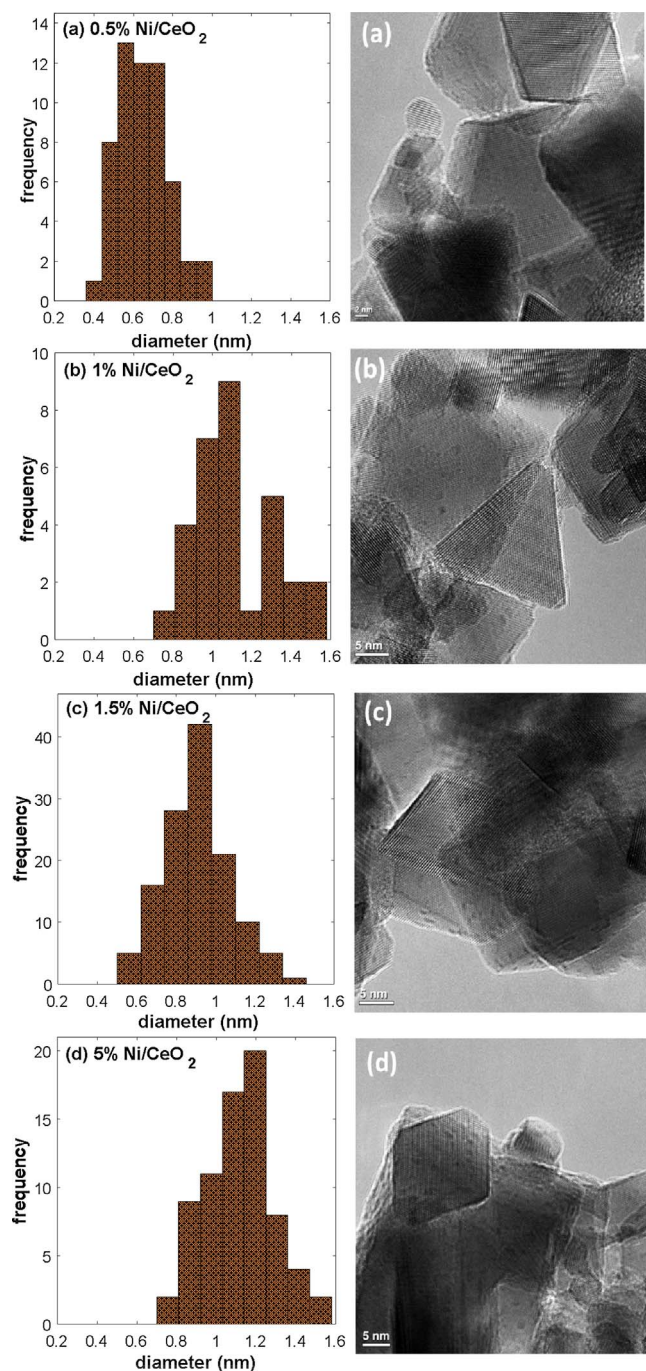 (a) 0.5% Ni/CeO2
frequency
14
12
10
8
6
4
2
0
0.2 0.4 0.6 0.8 1 1.2 1.4 1.6
diameter (nm)
(a)
2 nm
(b) 1% Ni/CeO2
frequency
10
8
6
4
2
0
0.2 0.4 0.6 0.8 1 1.2 1.4 1.6
diameter (nm)
(b)
5 nm
(c) 1.5% Ni/CeO2
frequency
40
30
20
10
0
0.2 0.4 0.6 0.8 1 1.2 1.4 1.6
diameter (nm)
(c)
5 nm
(d) 5% Ni/CeO2
frequency
20
15
10
5
0
0.2 0.4 0.6 0.8 1 1.2 1.4 1.6
diameter (nm)
(d)
5 nm